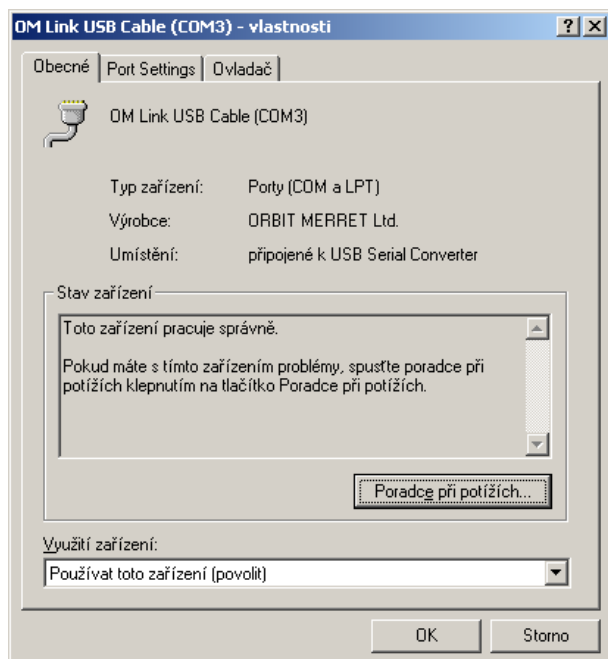 OM Link USB Cable (COM3) - vlastnosti
Obecné
Port Settings
Ovladač
OM Link USB Cable (COM3)
Typ zařízení: Porty (COM a LPT)
Výrobce: ORBIT MERRET Ltd.
Umístění: připojené k USB Serial Converter
Stav zařízení
Toto zařízení pracuje správně.
Pokud máte s tímto zařízením problémy, spusťte poradce při
potížích klepnutím na tlačítko Poradce při potížích.
Poradce při potížích...
Využití zařízení:
Používat toto zařízení (povolit)
OK
Storno